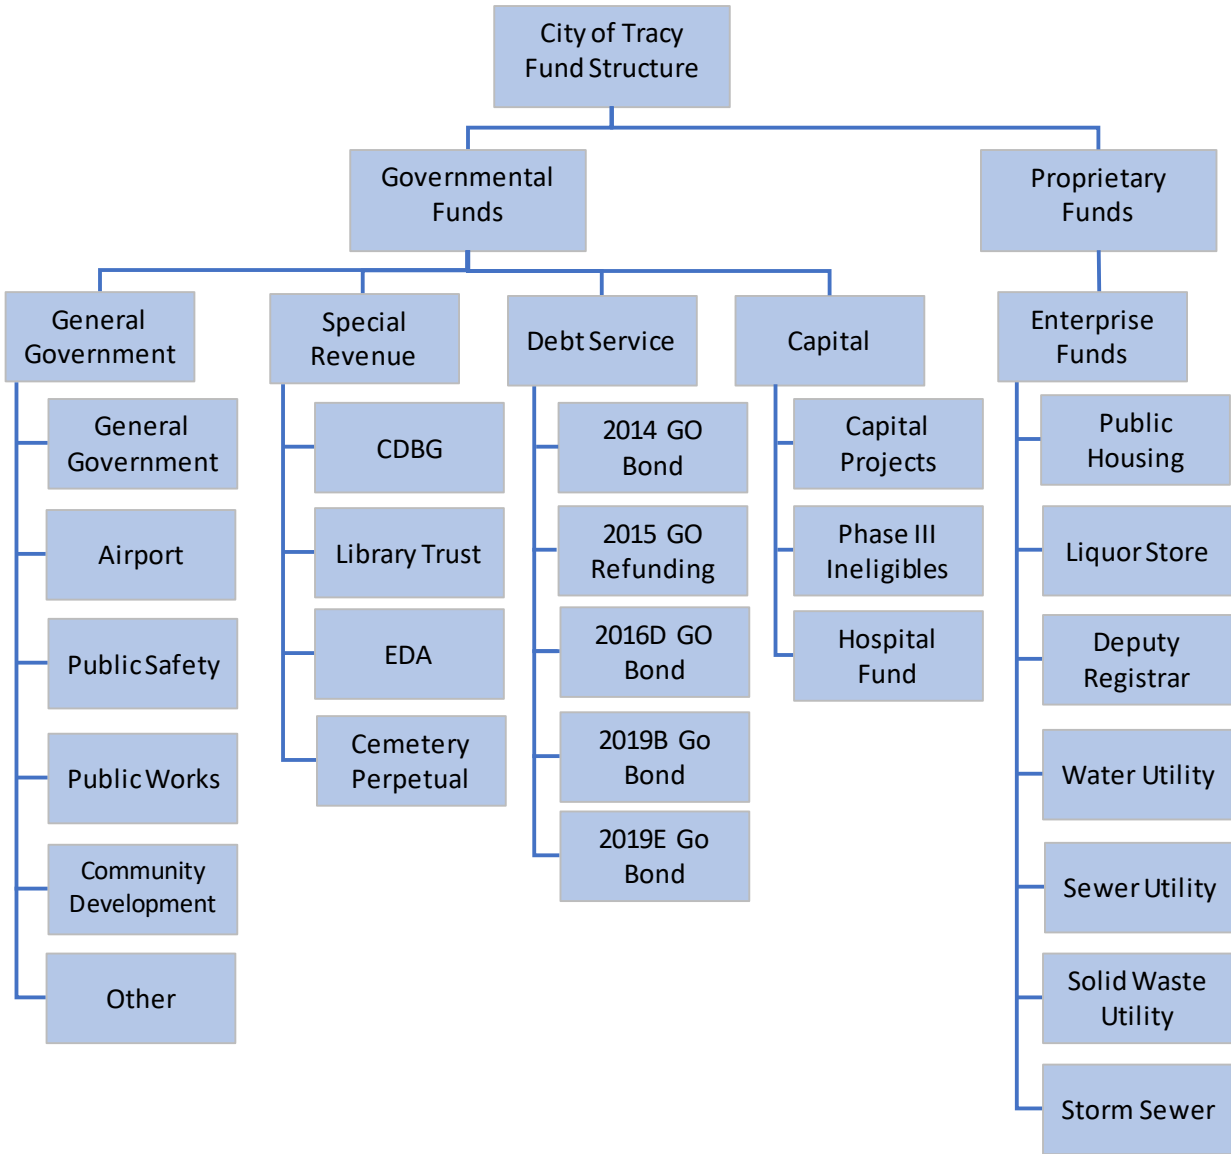 City of Tracy
Fund Structure
Governmental
Funds
Proprietary
Funds
General
Government
Special
Revenue
Debt Service
Capital
Enterprise
Funds
General
Government
Airport
Public Safety
Public Works
Community
Development
Other
CDBG
Library Trust
EDA
Cemetery
Perpetual
2014 GO
Bond
2015 GO
Refunding
2016D GO
Bond
2019B Go
Bond
2019E Go
Bond
Capital
Projects
Phase III
Ineligibles
Hospital
Fund
Public
Housing
Liquor Store
Deputy
Registrar
Water Utility
Sewer Utility
Solid Waste
Utility
Storm Sewer